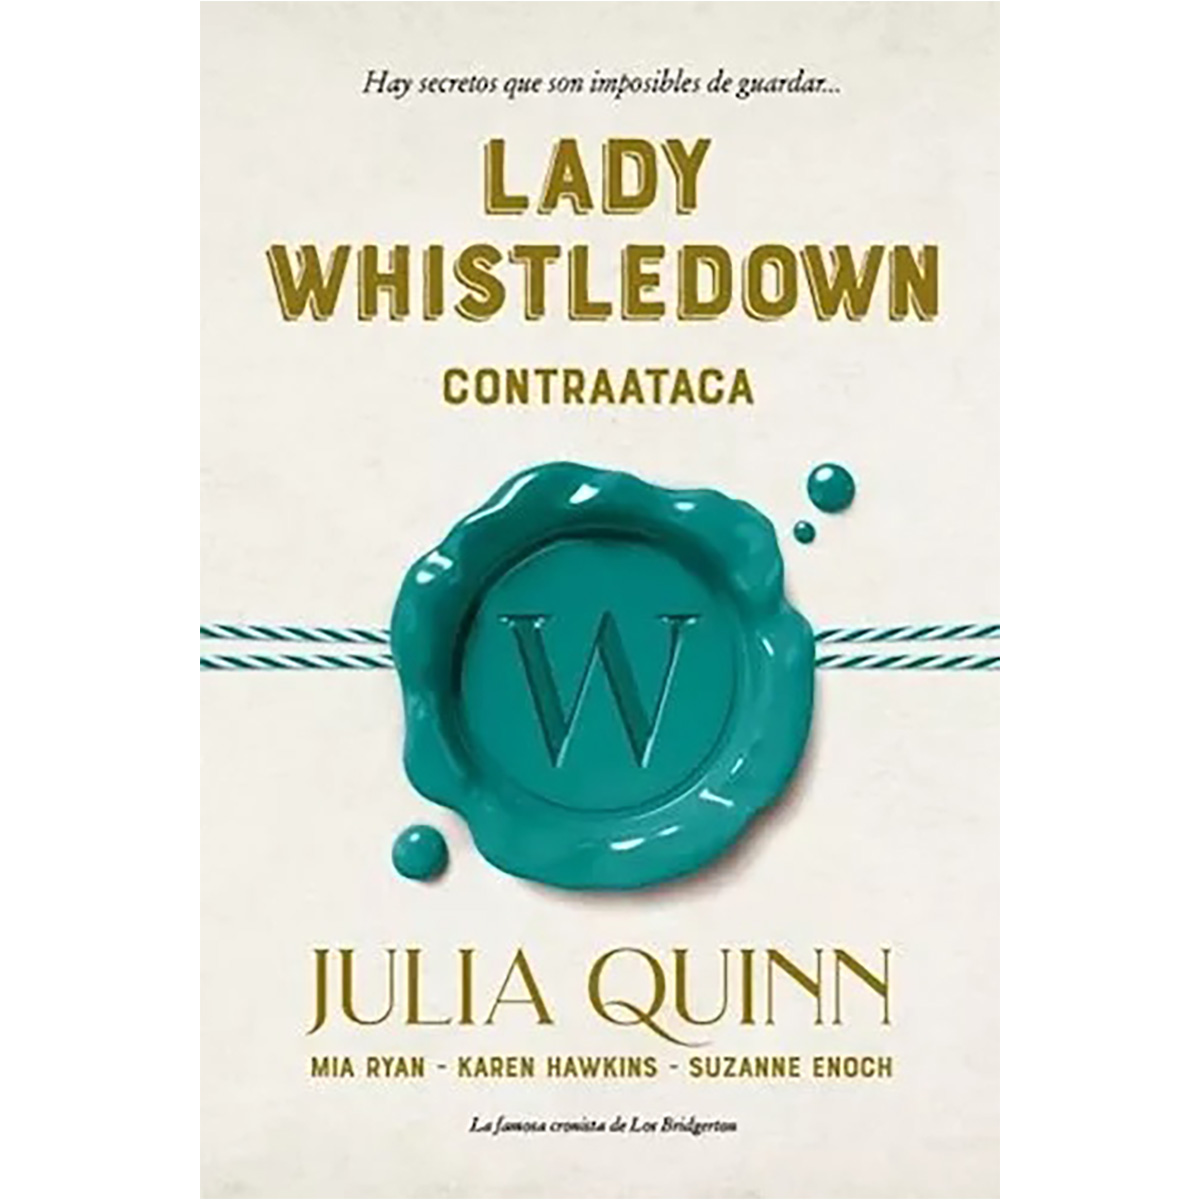 Hay secretos que son imposibles de guardar...
LADY
WHISTLEDOWN
CONTRAATACA
W
JULIA QUINN
MIA RYAN - KAREN HAWKINS - SUZANNE ENOCH
La famosa cronista de Los Bridgerton